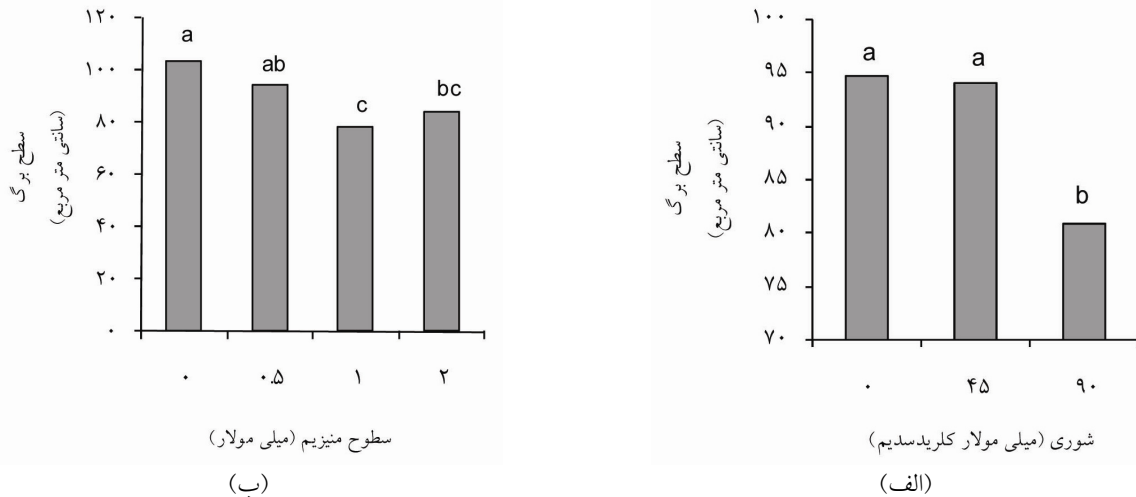 ۱۰۰
۹۵
۹۰
۸۵
۸۰
۷۵
۷۰
a
a
b
سطح برگ
(سانتی متر مربع)
۰
۴۵
۹۰
شوری (میلی مولار کلریدسدیم)
(الف)
۱۲۰
۱۰۰
۸۰
۶۰
۴۰
۲۰
۰
a
ab
c
bc
سطح برگ
(سانتی متر مربع)
۰
۰.۵
۱
۲
سطوح منیزیم (میلی مولار)
(ب)